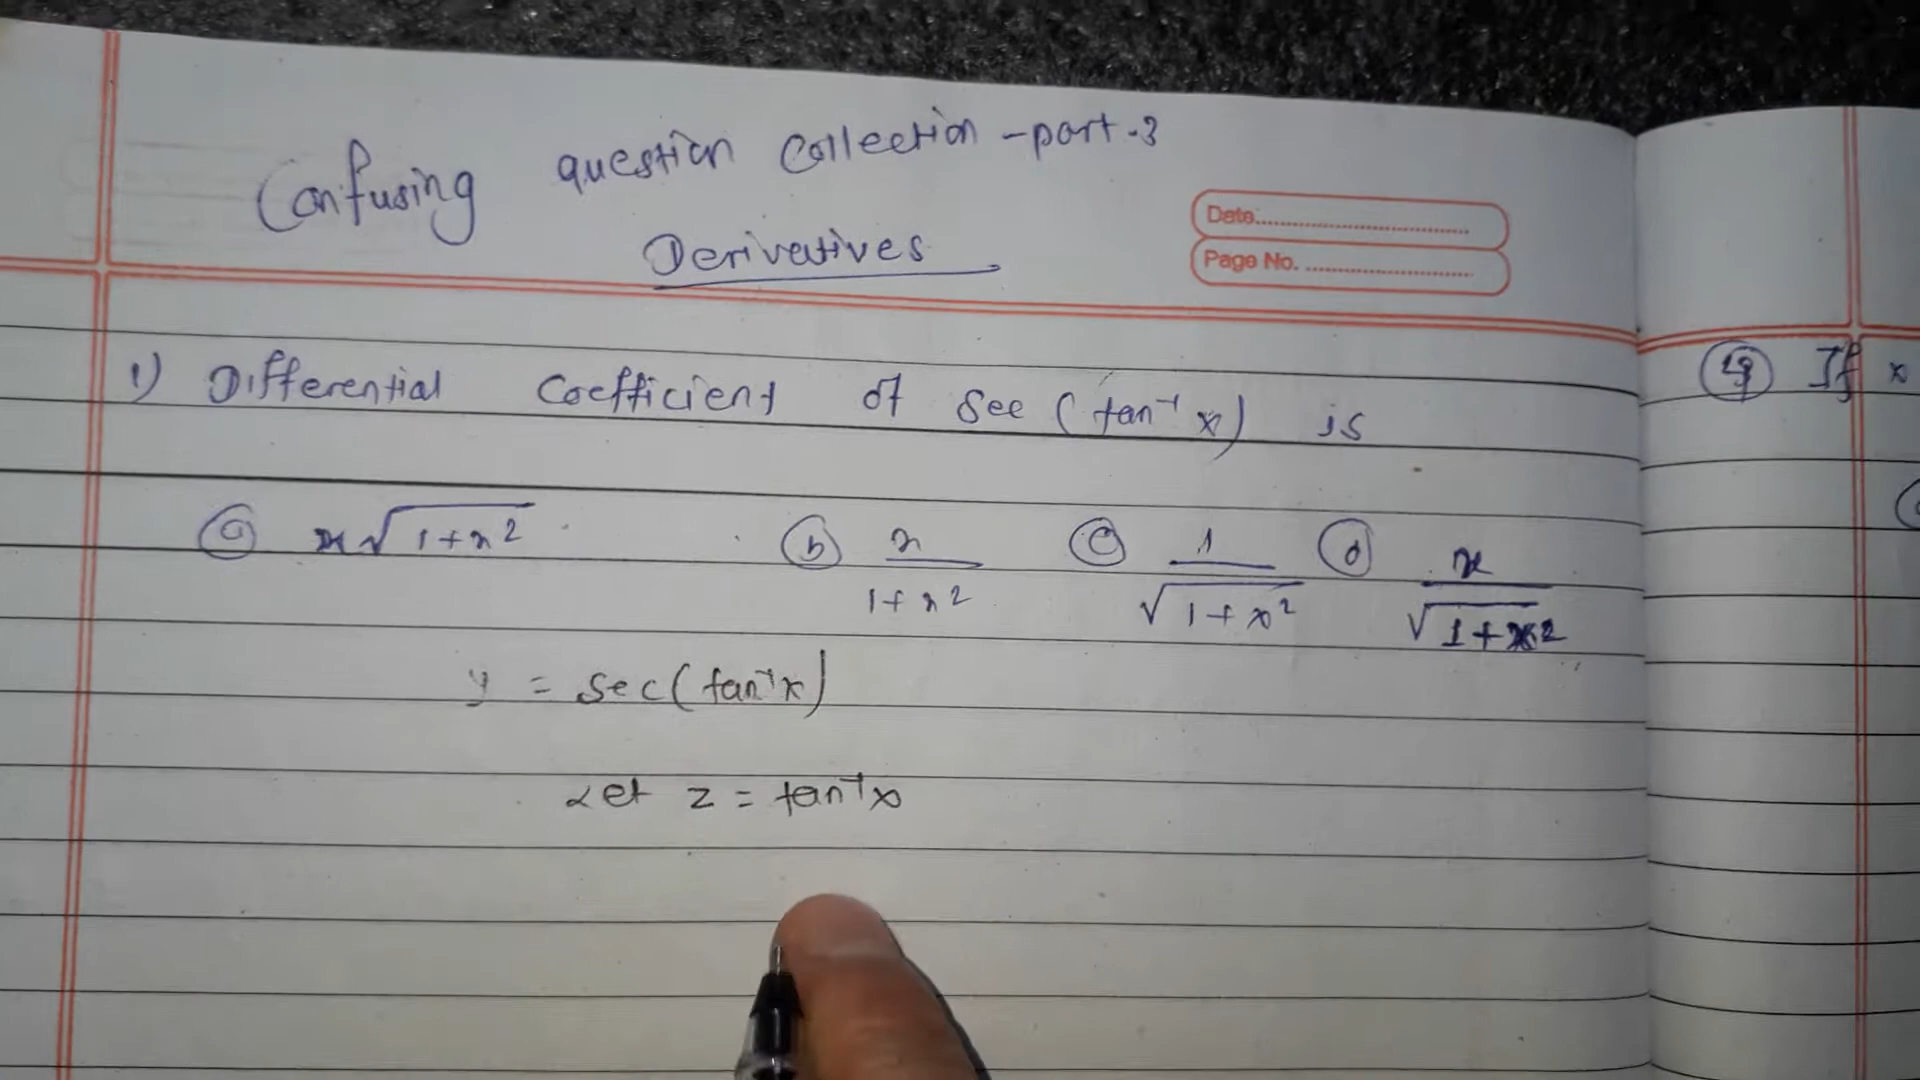 Confusing question Collection - part - 3
Derivatives
Date:
Page No.
1) Differential Coefficient of sec (tan⁻¹ x) is
ⓐ x√(1+x²) ⓑ x/(1+x²) ⓒ 1/√(1+x²) ⓓ x/√(1+x²)
y = sec(tan⁻¹x)
Let z = tan⁻¹x
If x